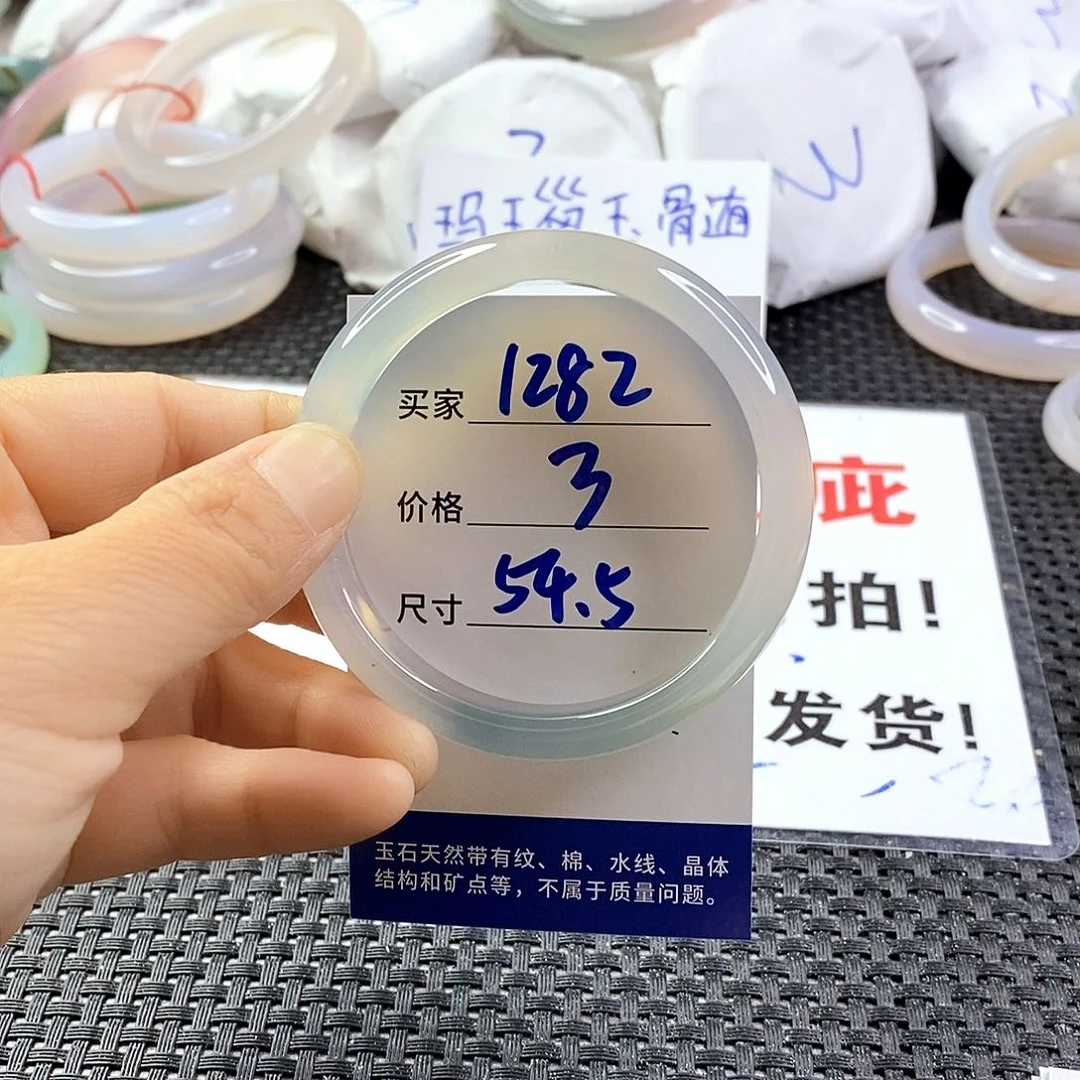 玛瑙玉骨髓
买家 1282
价格 3
尺寸 54.5
玉石天然带有纹、棉、水线、晶体
结构和矿点等，不属于质量问题。
疵
拍!
发货!